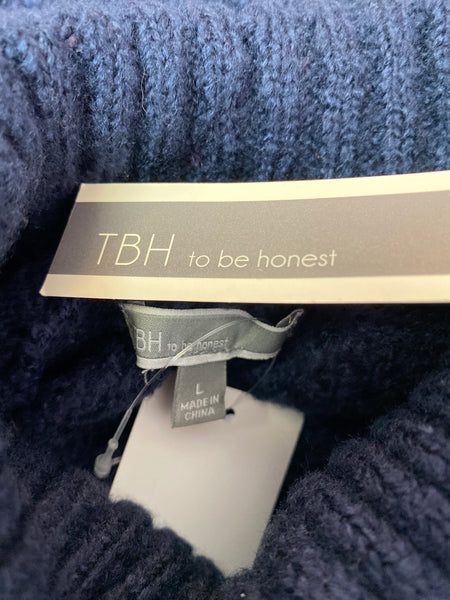 TBH to be honest
TBH to be honest
L
MADE IN
CHINA